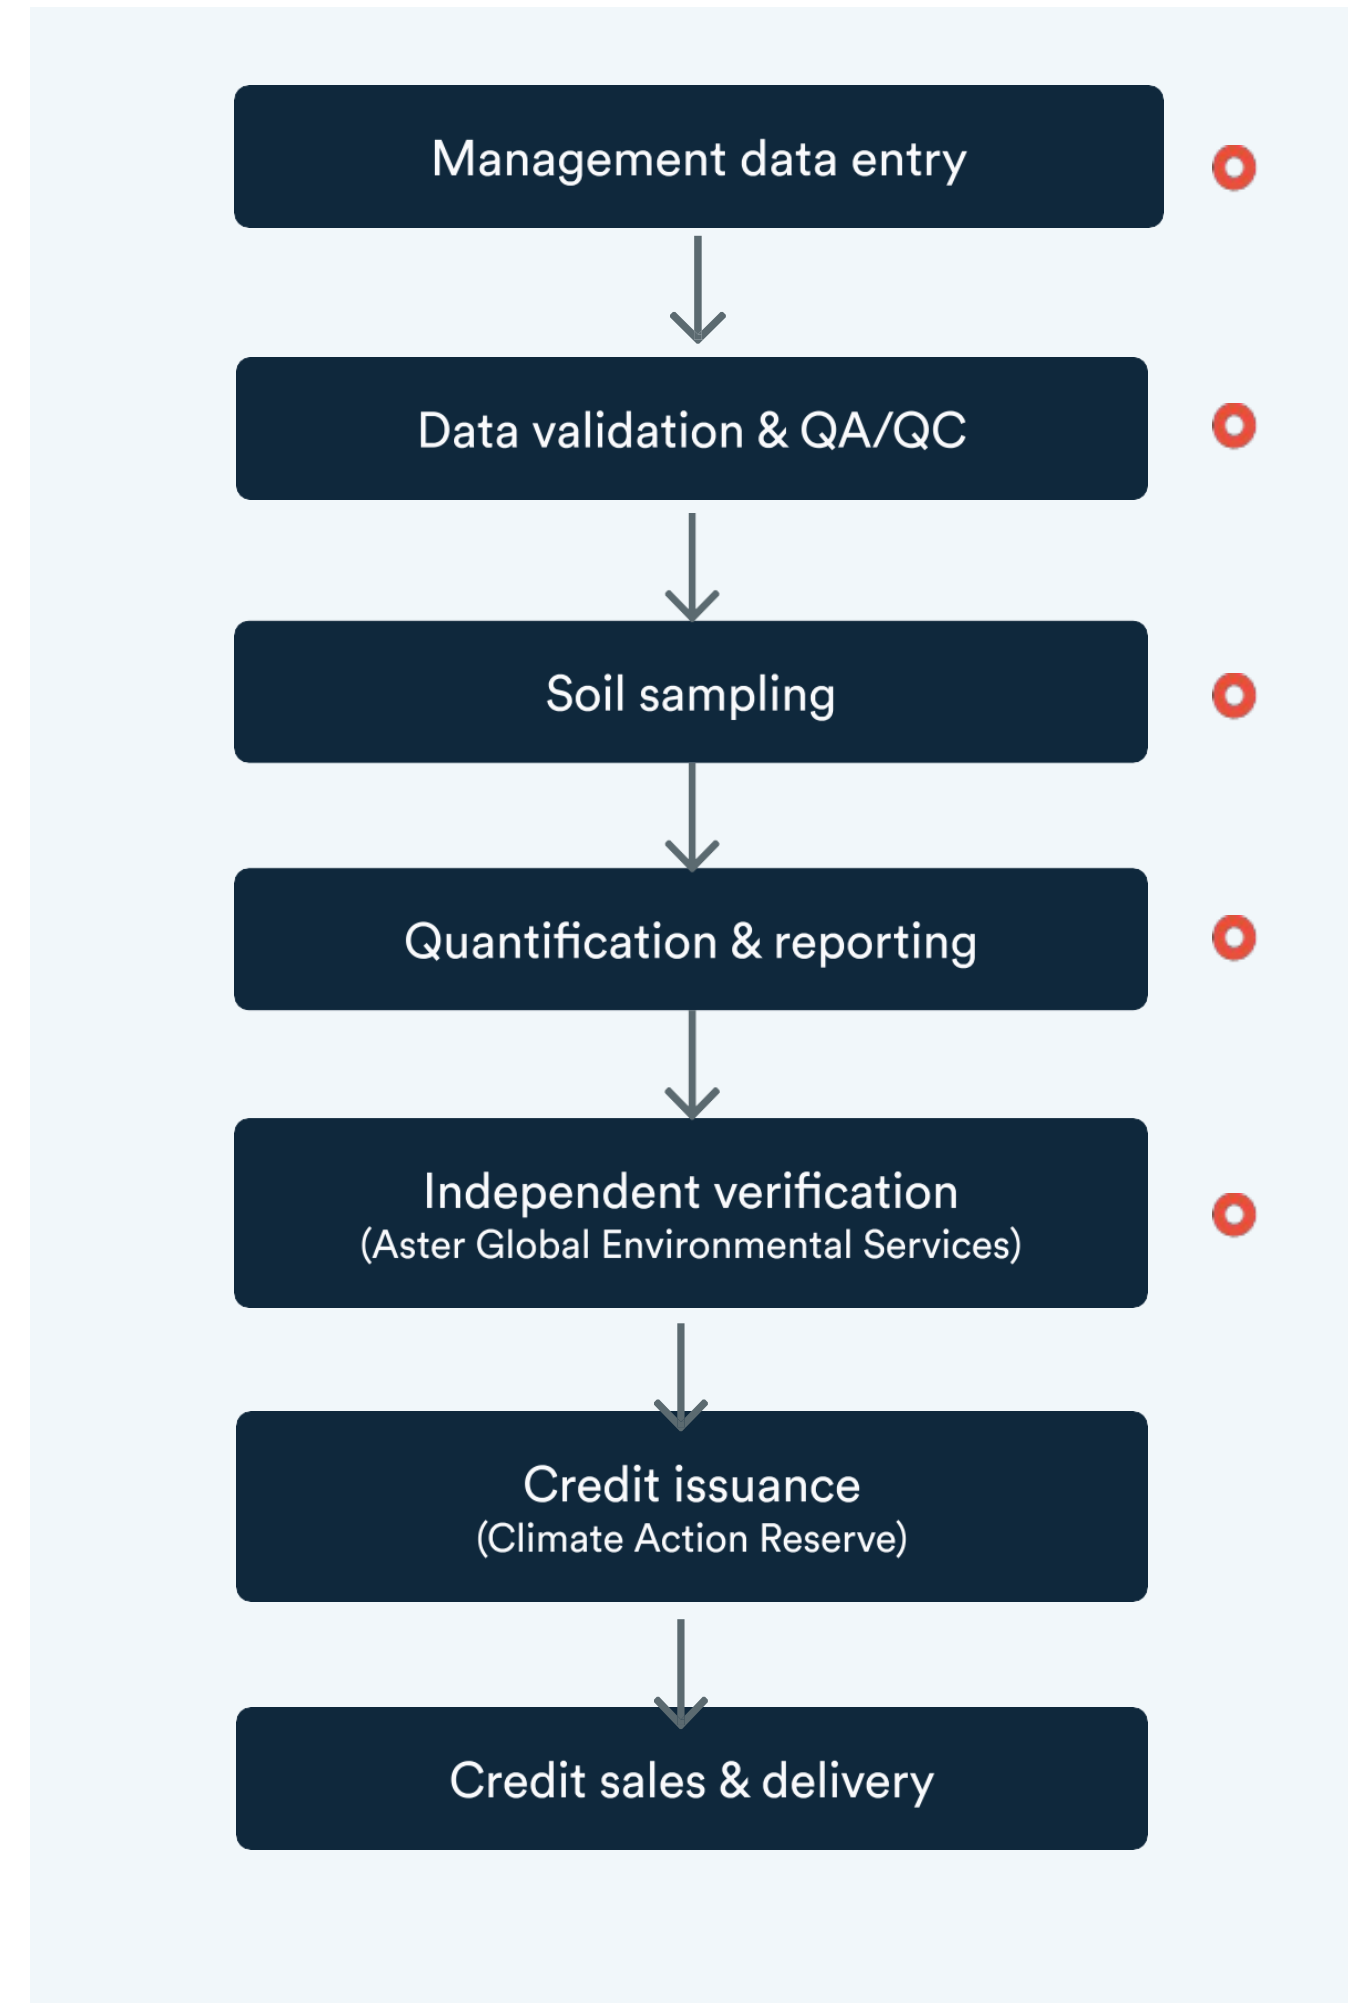 Management data entry
Data validation & QA/QC
Soil sampling
Quantification & reporting
Independent verification
(Aster Global Environmental Services)
Credit issuance
(Climate Action Reserve)
Credit sales & delivery